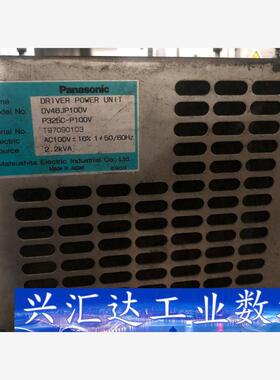 Panasonic
DRIVER POWER UNIT
DV46JP100V
P325C-P100V
T97090103
AC100V±10% 1ϕ50/60Hz
2.2kVA
Matsushita Electric Industrial Co., Ltd.
Made in Japan
兴汇达工业数